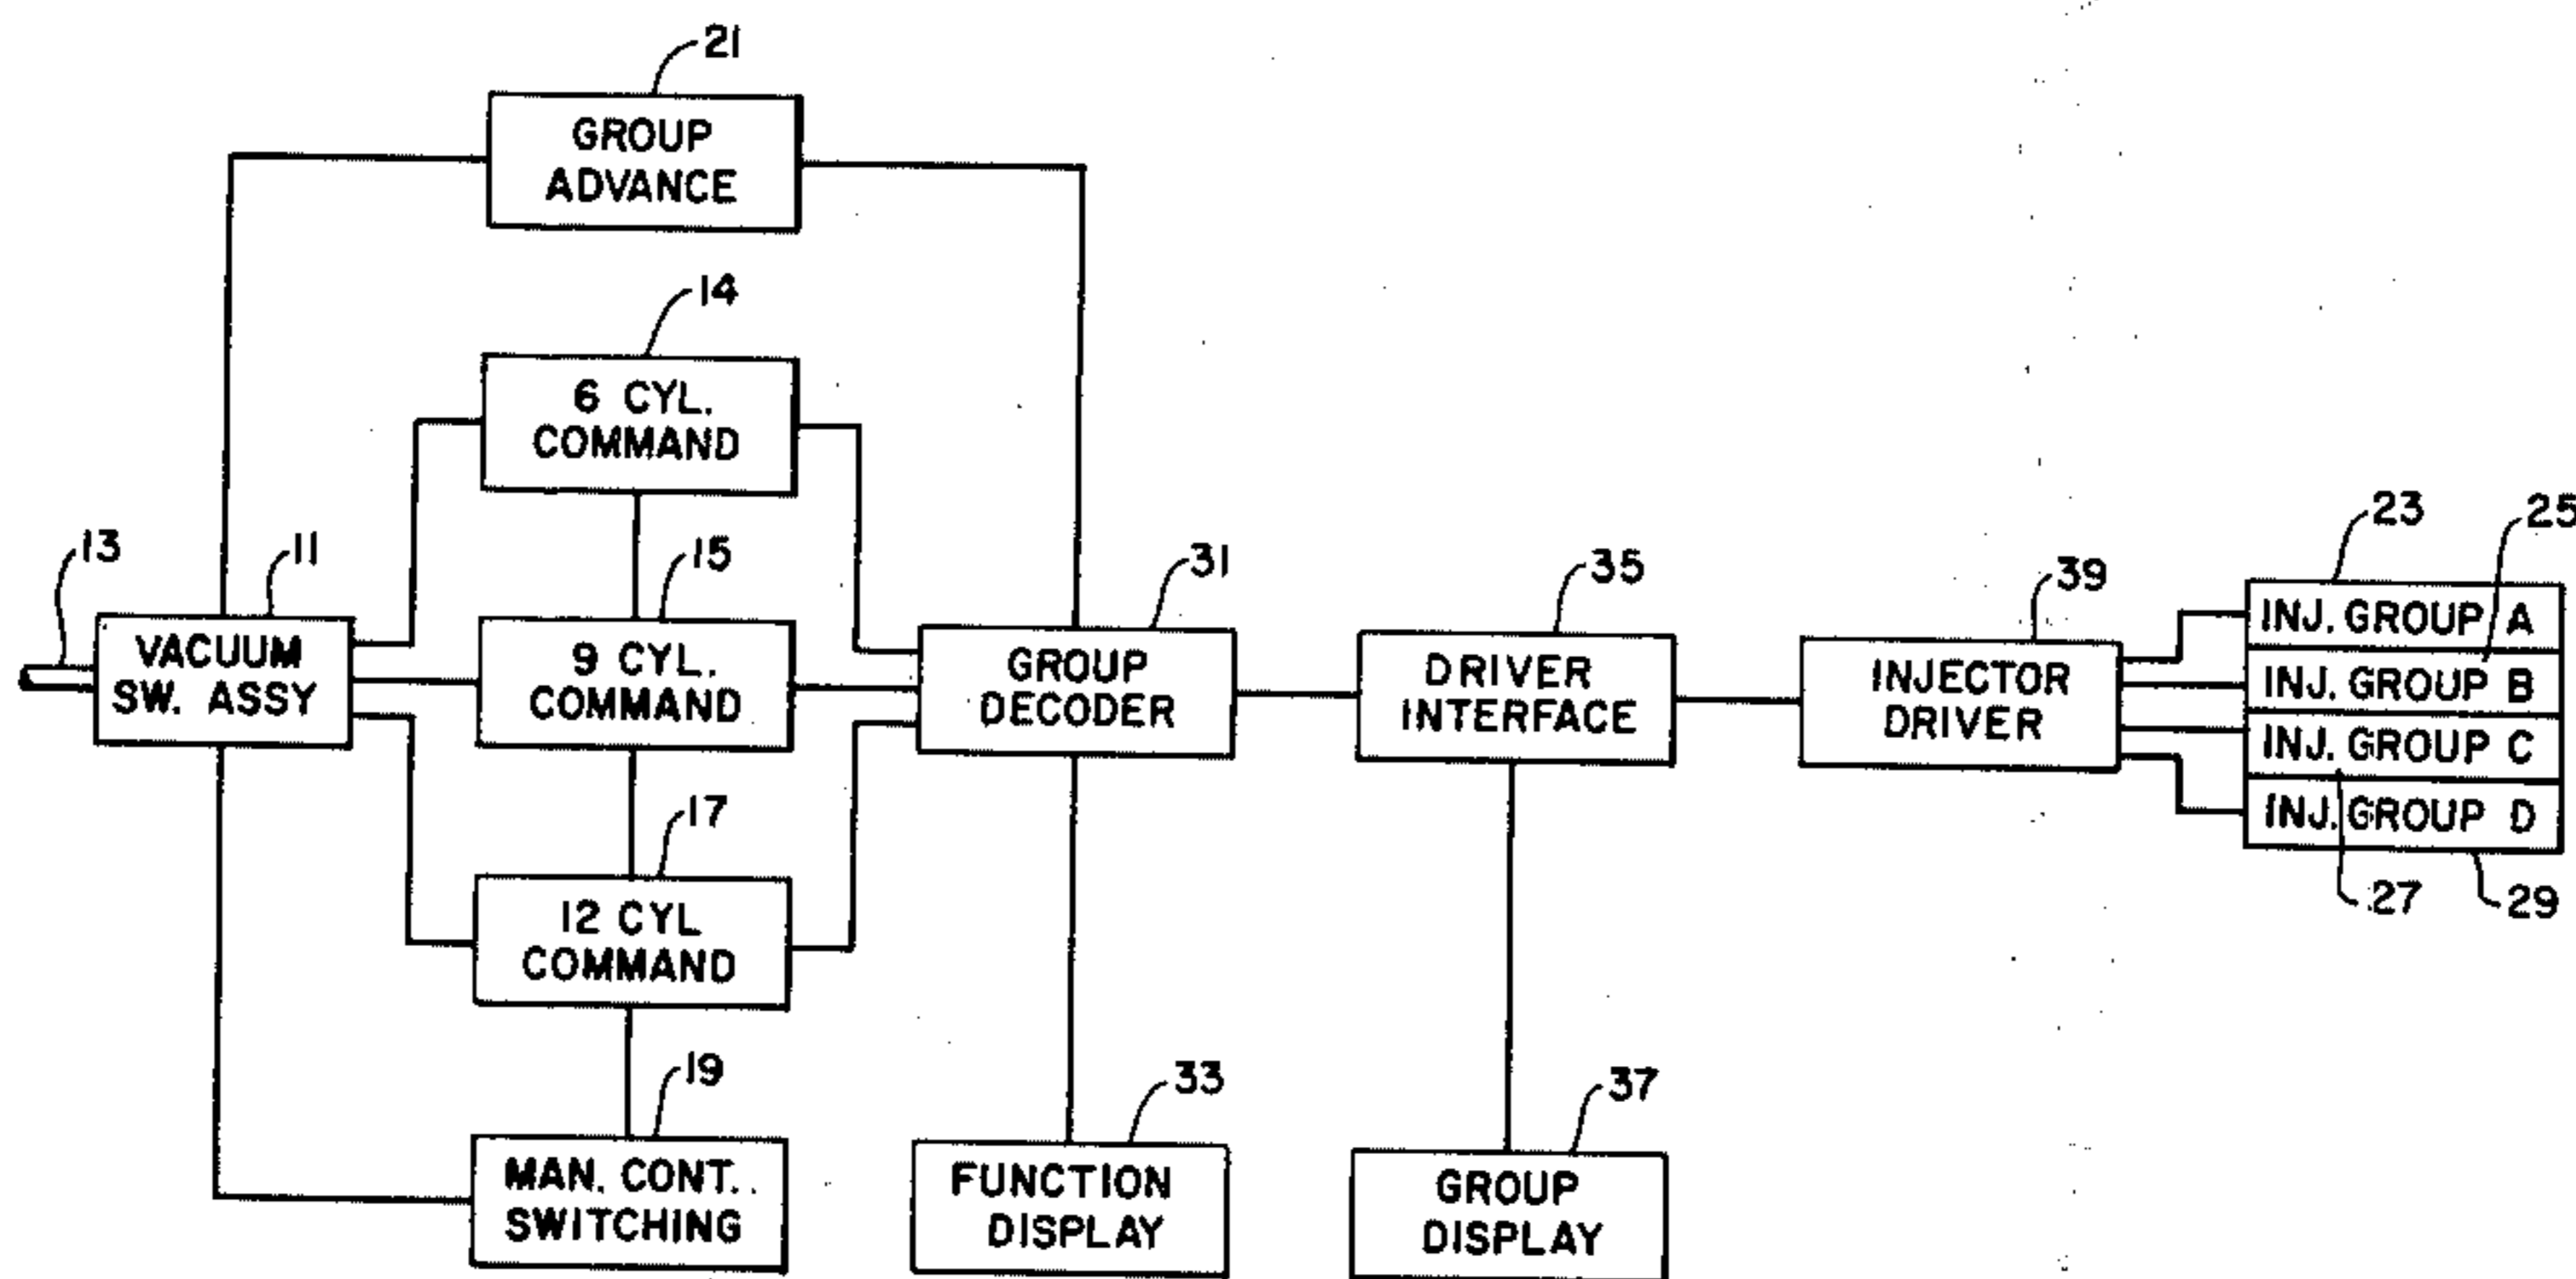 21
GROUP
ADVANCE
14
6 CYL.
COMMAND
13
11
VACUUM
SW. ASSY
15
9 CYL.
COMMAND
31
GROUP
DECODER
35
DRIVER
INTERFACE
39
INJECTOR
DRIVER
23
25
INJ. GROUP A
INJ. GROUP B
INJ. GROUP C
INJ. GROUP D
27
29
17
12 CYL
COMMAND
19
MAN. CONT.
SWITCHING
33
FUNCTION
DISPLAY
37
GROUP
DISPLAY